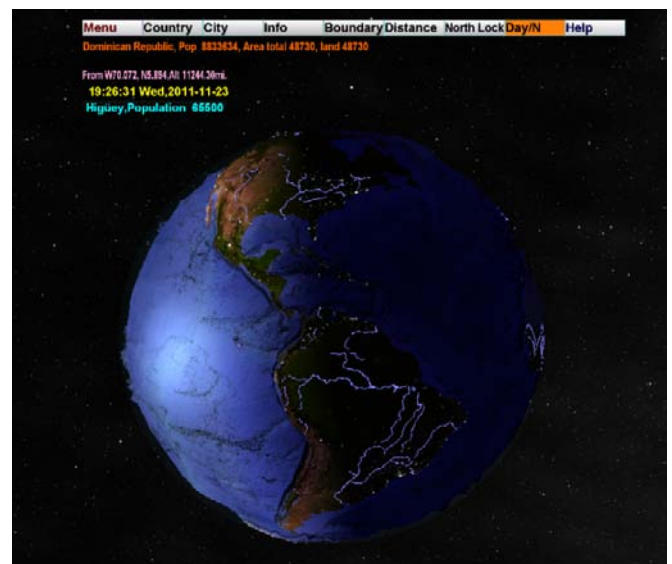 Menu Country City Info Boundary Distance North Lock Day/N Help
Dominican Republic, Pop 8833634, Area total 48730, land 48730
From W70.072, N5.894,Alt 11244.39mi.
19:26:31 Wed,2011-11-23
Higüey,Population 65500